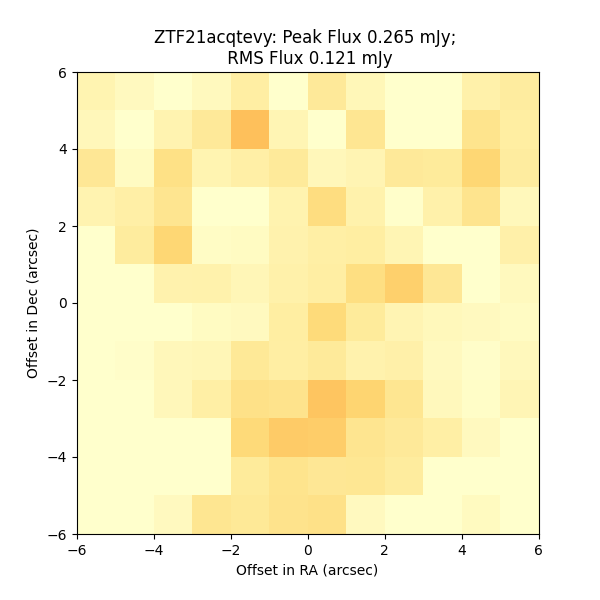 ZTF21acqtevy: Peak Flux 0.265 mJy;
RMS Flux 0.121 mJy
6
4
2
0
−2
−4
−6
Offset in Dec (arcsec)
−6 −4 −2 0 2 4 6
Offset in RA (arcsec)